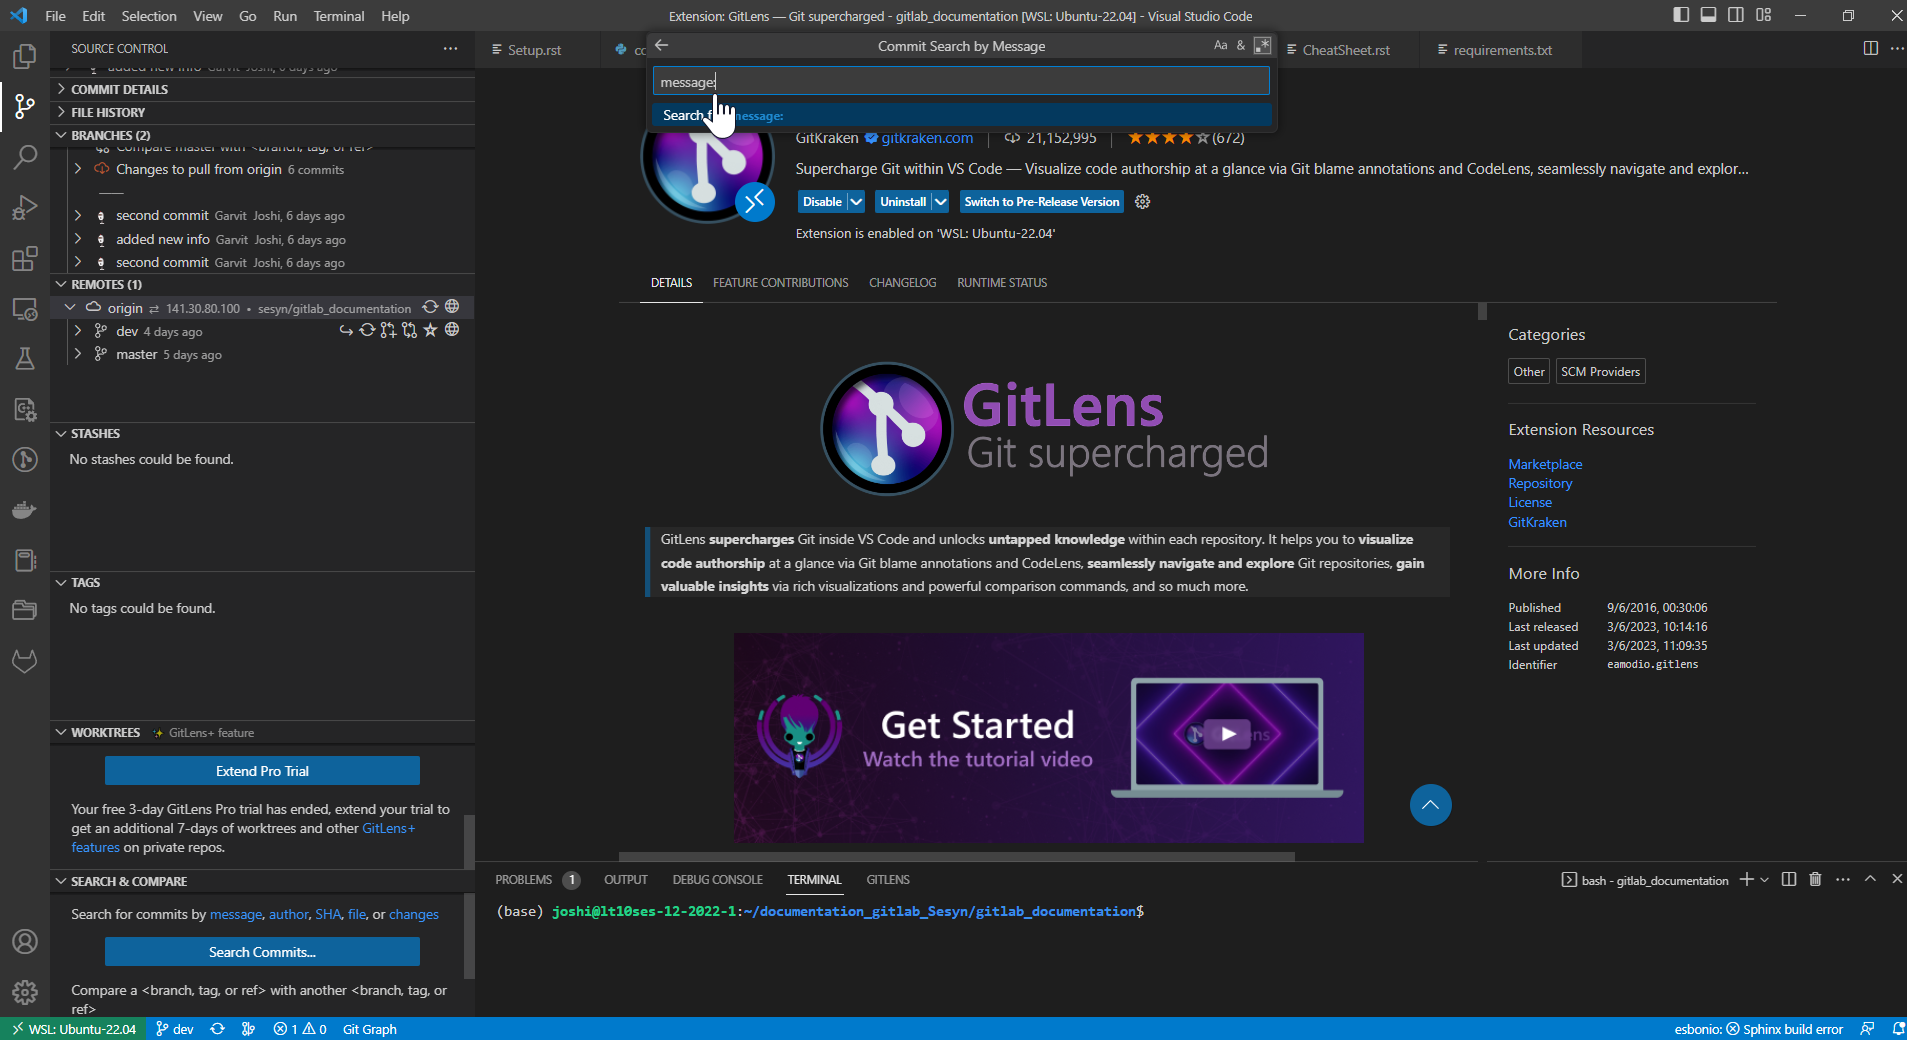 File Edit Selection View Go Run Terminal Help
Extension: GitLens — Git supercharged - gitlab_documentation [WSL: Ubuntu-22.04] - Visual Studio Code
SOURCE CONTROL
added new info Garvit Joshi, 6 days ago
COMMIT DETAILS
FILE HISTORY
BRANCHES (2)
Compare master with <branch, tag, or ref>
Changes to pull from origin 6 commits
second commit Garvit Joshi, 6 days ago
added new info Garvit Joshi, 6 days ago
second commit Garvit Joshi, 6 days ago
REMOTES (1)
origin ⇄ 141.30.80.100 • sesyn/gitlab_documentation
dev 4 days ago
master 5 days ago
STASHES
No stashes could be found.
TAGS
No tags could be found.
WORKTREES GitLens+ feature
Extend Pro Trial
Your free 3-day GitLens Pro trial has ended, extend your trial to
get an additional 7-days of worktrees and other GitLens+
features on private repos.
SEARCH & COMPARE
Search for commits by message, author, SHA, file, or changes
Search Commits...
Compare a <branch, tag, or ref> with another <branch, tag, or
ref>
Setup.rst
CheatSheet.rst
requirements.txt
Commit Search by Message
Aa &
message:
Search message:
GitKraken gitkraken.com 21,152,995 (672)
Supercharge Git within VS Code — Visualize code authorship at a glance via Git blame annotations and CodeLens, seamlessly navigate and explor...
Disable Uninstall Switch to Pre-Release Version
Extension is enabled on 'WSL: Ubuntu-22.04'
DETAILS FEATURE CONTRIBUTIONS CHANGELOG RUNTIME STATUS
GitLens
Git supercharged
GitLens supercharges Git inside VS Code and unlocks untapped knowledge within each repository. It helps you to visualize
code authorship at a glance via Git blame annotations and CodeLens, seamlessly navigate and explore Git repositories, gain
valuable insights via rich visualizations and powerful comparison commands, and so much more.
Get Started
Watch the tutorial video
Categories
Other SCM Providers
Extension Resources
Marketplace
Repository
License
GitKraken
More Info
Published 9/6/2016, 00:30:06
Last released 3/6/2023, 10:14:16
Last updated 3/6/2023, 11:09:35
Identifier eamodio.gitlens
PROBLEMS 1 OUTPUT DEBUG CONSOLE TERMINAL GITLENS
bash - gitlab_documentation
(base) joshi@lt10ses-12-2022-1:~/documentation_gitlab_Sesyn/gitlab_documentation$
WSL: Ubuntu-22.04 dev 1 0 Git Graph
esbonio: Sphinx build error